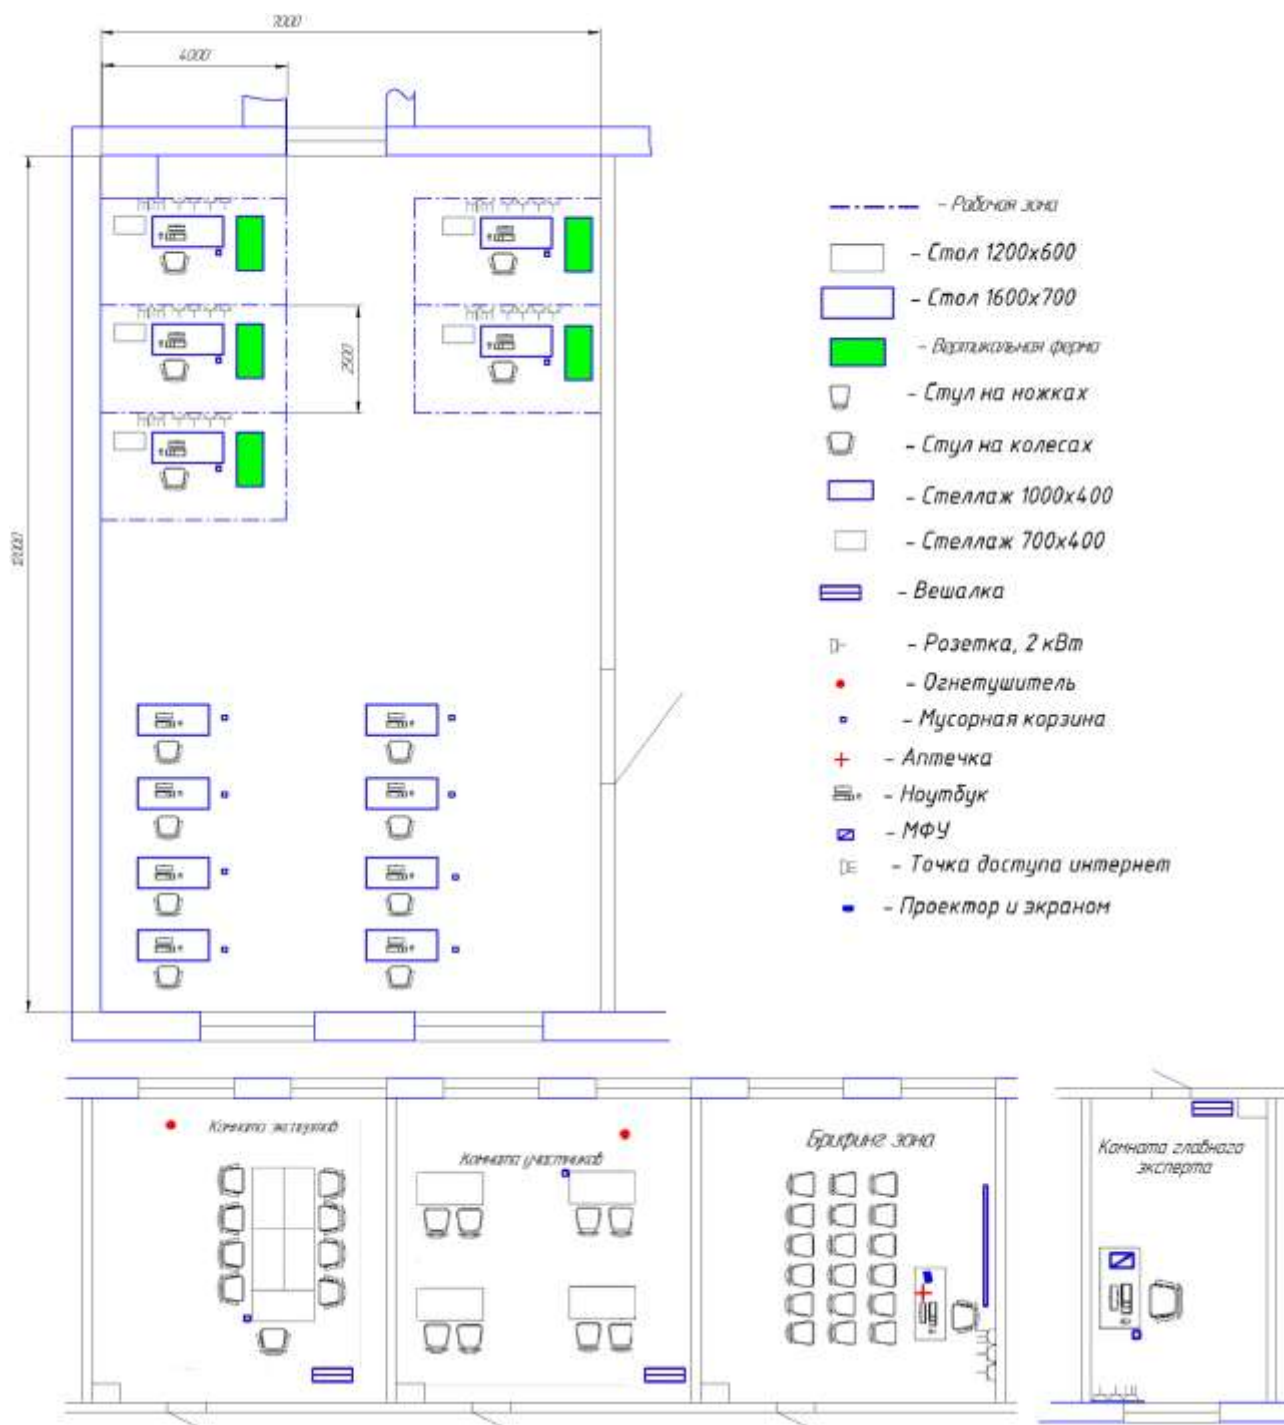 7000
4000
2500
12000
- Рабочая зона
- Стол 1200х600
- Стол 1600х700
- Вертикальная ферма
- Стул на ножках
- Стул на колесах
- Стеллаж 1000х400
- Стеллаж 700х400
- Вешалка
- Розетка, 2 кВт
- Огнетушитель
- Мусорная корзина
- Аптечка
- Ноутбук
- МФУ
- Точка доступа интернет
- Проектор и экраном
Комната экспертов
Комната участников
Брифинг зона
Комната главного
эксперта